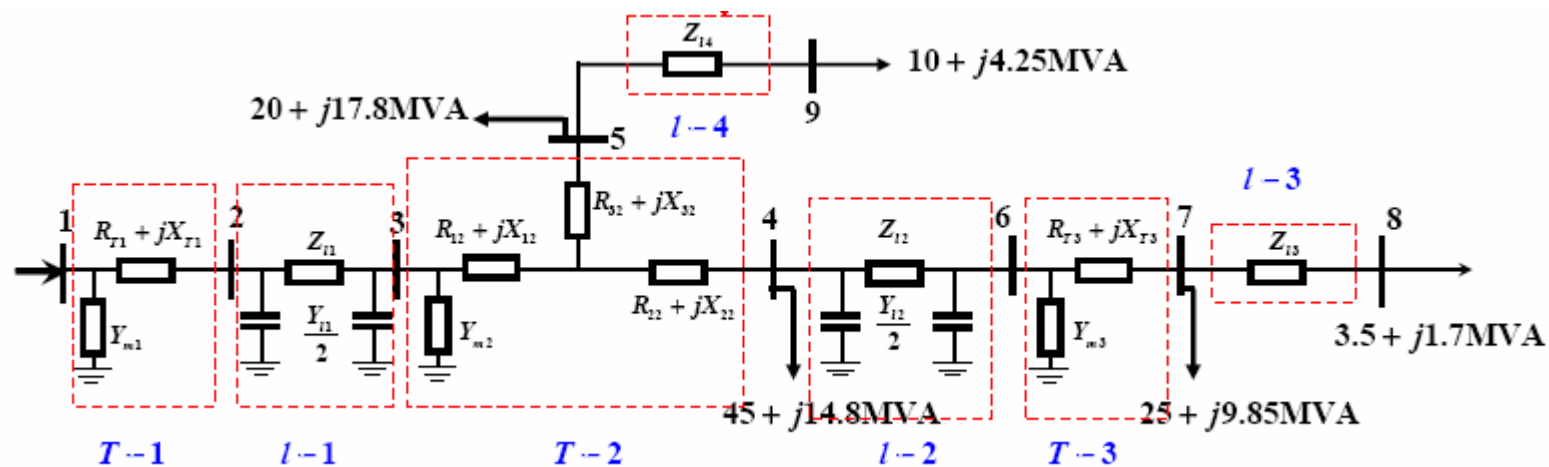 Z_{l4}
10 + j4.25MVA
20 + j17.8MVA
5
l-4
9
1
R_{T1} + jX_{T1}
2
Z_{l1}
3
R_{12} + jX_{12}
R_{32} + jX_{32}
4
Z_{l2}
6
R_{T3} + jX_{T3}
7
l-3
Z_{l3}
8
Y_{m1}
Y_{l1}/2
Y_{m2}
R_{22} + jX_{22}
Y_{l2}/2
Y_{m3}
3.5 + j1.7MVA
45 + j14.8MVA
25 + j9.85MVA
T-1
l-1
T-2
l-2
T-3